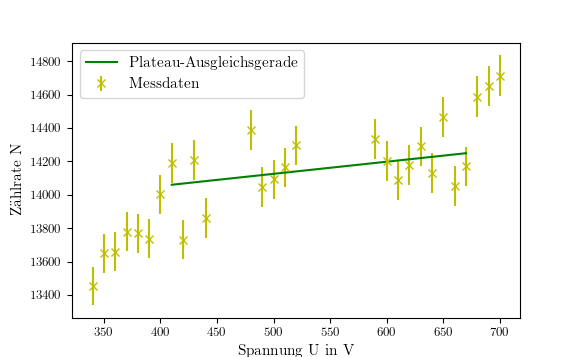 Plateau-Ausgleichsgerade
Messdaten
14800
14600
14400
14200
14000
13800
13600
13400
Zählrate N
350 400 450 500 550 600 650 700
Spannung U in V